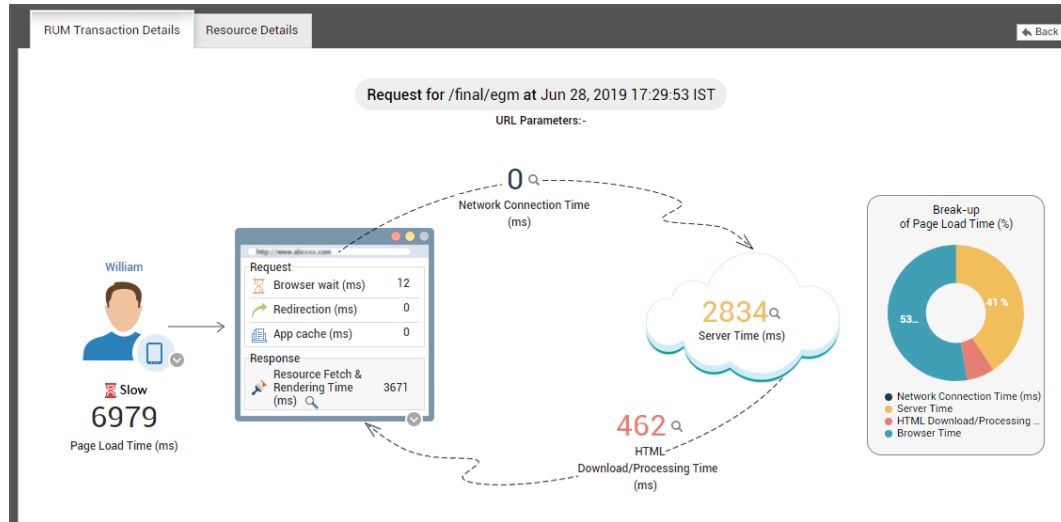 RUM Transaction Details
Resource Details
Back
Request for /final/egm at Jun 28, 2019 17:29:53 IST
URL Parameters:-
0
Network Connection Time
(ms)
http://www.abcxxx.com
Request
Browser wait (ms) 12
Redirection (ms) 0
App cache (ms) 0
Response
Resource Fetch &
Rendering Time 3671
(ms)
William
Slow
6979
Page Load Time (ms)
2834
Server Time (ms)
462
HTML
Download/Processing Time
(ms)
Break-up
of Page Load Time (%)
41 %
53...
Network Connection Time (ms)
Server Time
HTML Download/Processing ...
Browser Time